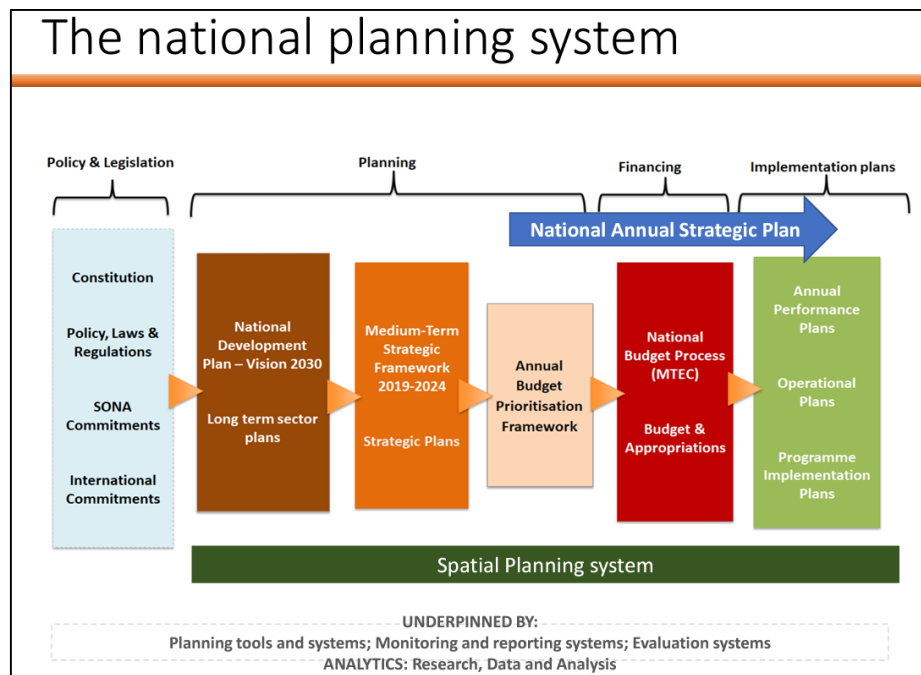 The national planning system
Policy & Legislation
Planning
Financing
Implementation plans
National Annual Strategic Plan
Constitution
Policy, Laws &
Regulations
SONA
Commitments
International
Commitments
National
Development
Plan – Vision 2030
Long term sector
plans
Medium-Term
Strategic
Framework
2019-2024
Strategic Plans
Annual
Budget
Prioritisation
Framework
National
Budget Process
(MTEC)
Budget &
Appropriations
Annual
Performance
Plans
Operational
Plans
Programme
Implementation
Plans
Spatial Planning system
UNDERPINNED BY:
Planning tools and systems; Monitoring and reporting systems; Evaluation systems
ANALYTICS: Research, Data and Analysis